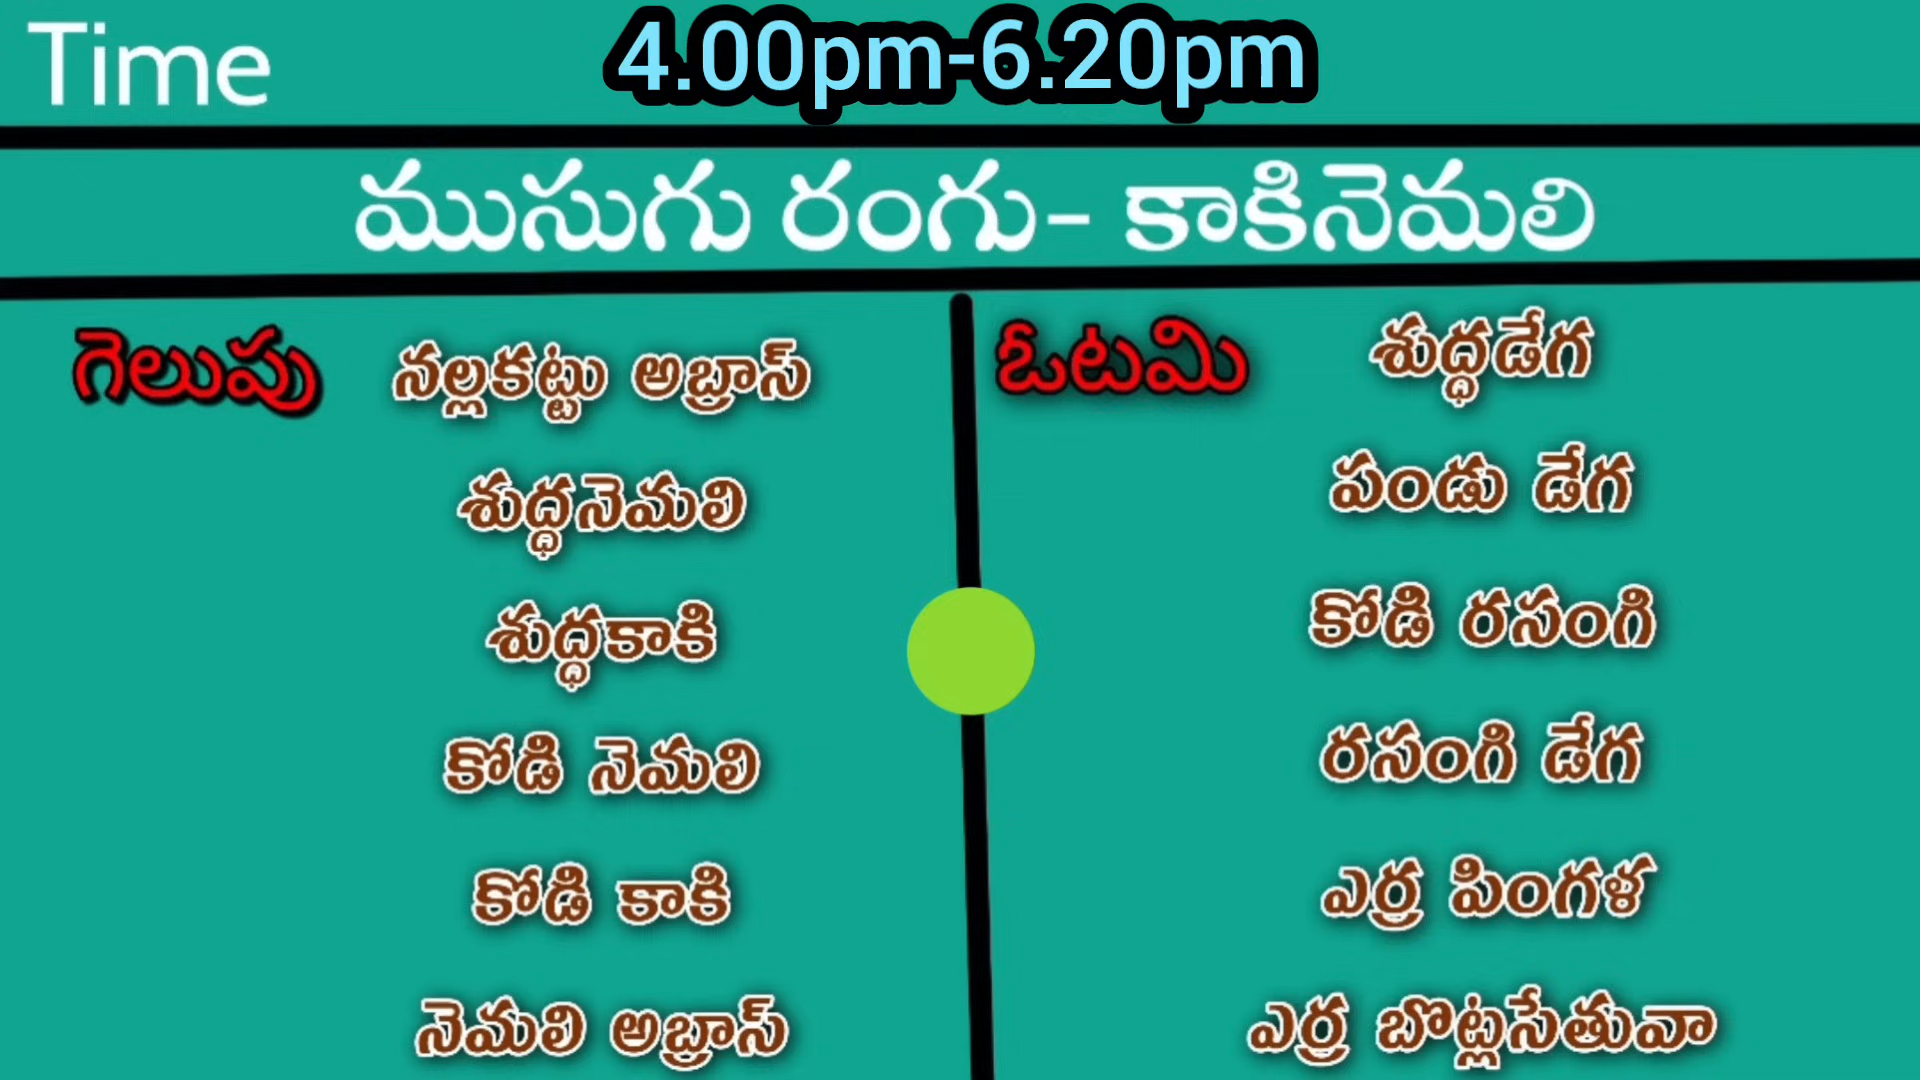 Time 4.00pm-6.20pm
ముసుగు రంగు- కాకినెమలి
గెలుపు నల్లకట్టు అబ్రాస్
శుద్ధనెమలి
శుద్ధకాకి
కోడి నెమలి
కోడి కాకి
నెమలి అబ్రాస్
ఓటమి శుద్ధడేగ
పండు డేగ
కోడి రసంగి
రసంగి డేగ
ఎర్ర పింగళ
ఎర్ర బొట్లసేతువా